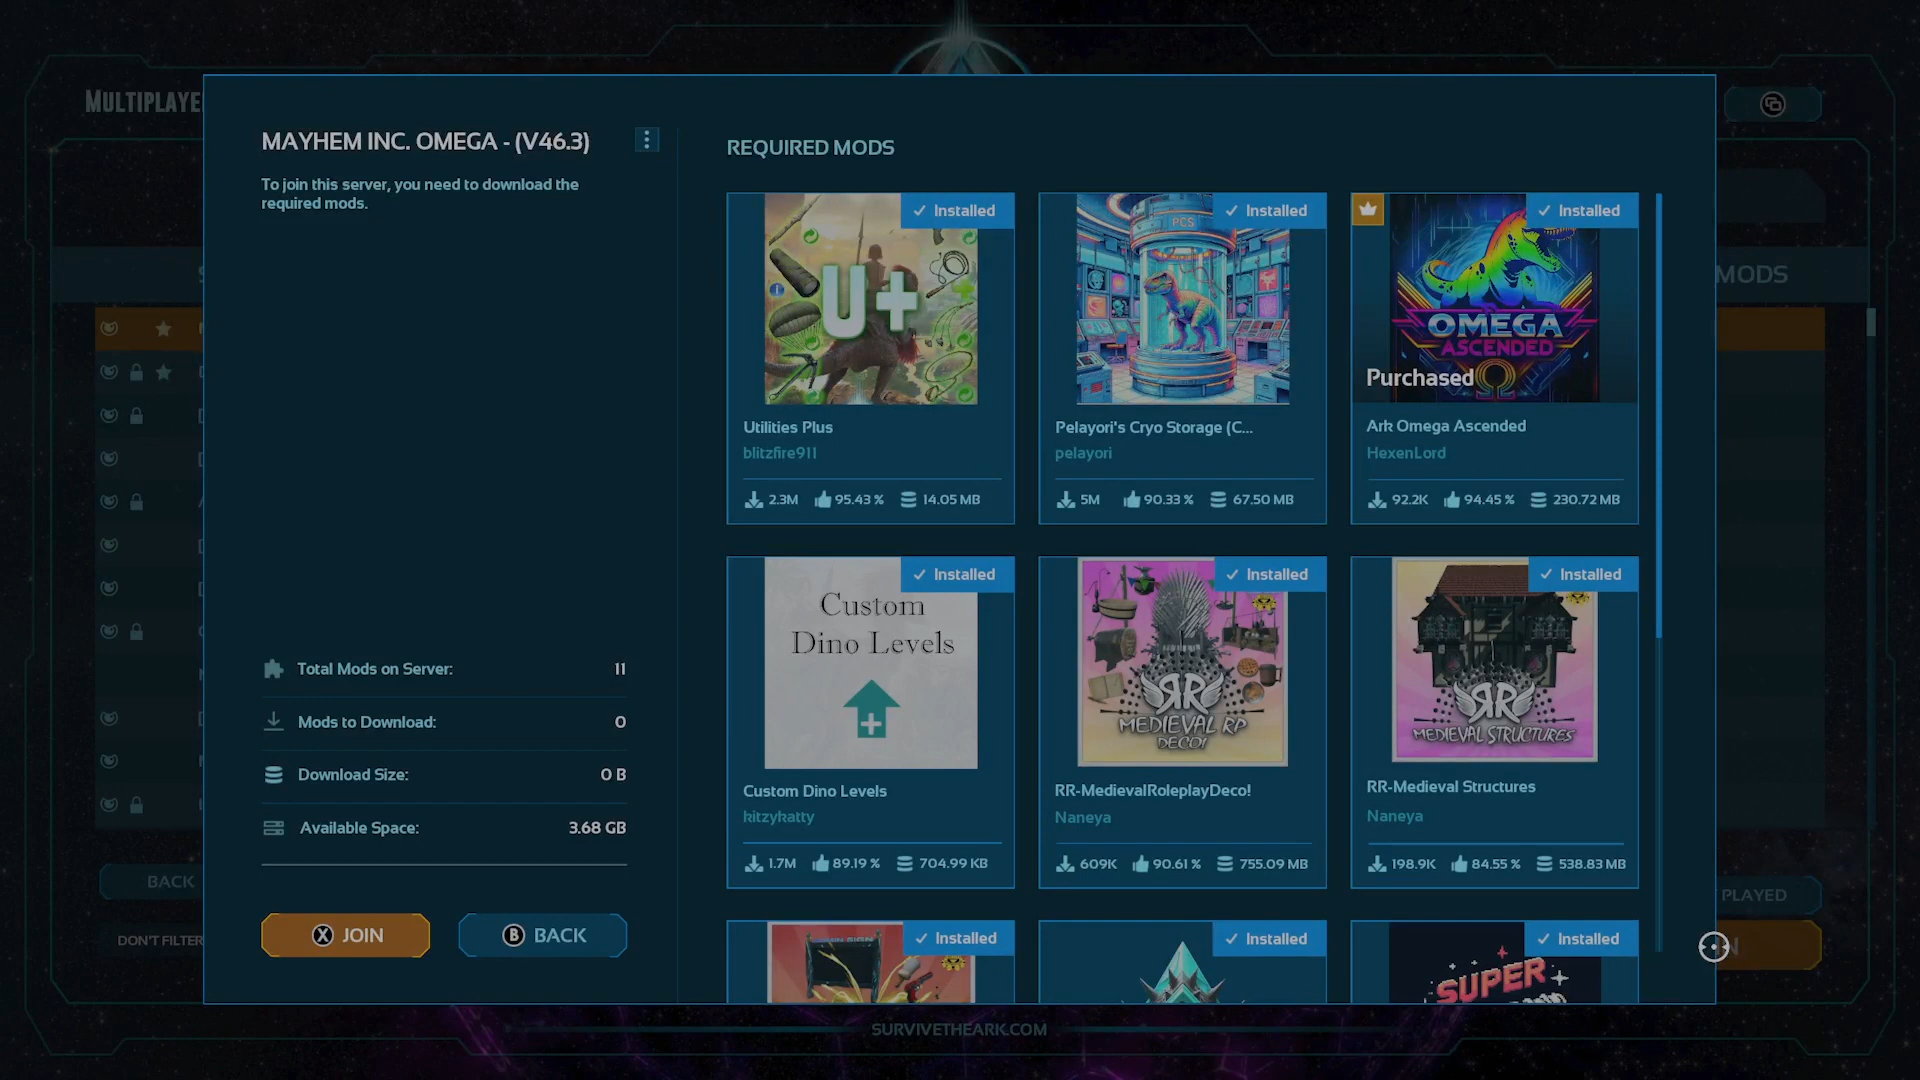 MULTIPLAYE
MAYHEM INC. OMEGA - (V46.3)
To join this server, you need to download the
required mods.
Total Mods on Server: 11
Mods to Download: 0
Download Size: 0 B
Available Space: 3.68 GB
X JOIN
B BACK
REQUIRED MODS
Installed
U+
Utilities Plus
blitzfire911
2.3M 95.43 % 14.05 MB
Installed
PCS
Pelayori's Cryo Storage (C...
pelayori
5M 90.33 % 67.50 MB
Installed
OMEGA
ASCENDED
Purchased
Ark Omega Ascended
HexenLord
92.2K 94.45 % 230.72 MB
Installed
Custom
Dino Levels
Custom Dino Levels
kitzykatty
1.7M 89.19 % 704.99 KB
Installed
RR
MEDIEVAL RP
DECO!
RR-MedievalRoleplayDeco!
Naneya
609K 90.61 % 755.09 MB
Installed
RR
MEDIEVAL STRUCTURES
RR-Medieval Structures
Naneya
198.9K 84.55 % 538.83 MB
Installed
Installed
Installed
SUPER
MODS
BACK
DON'T FILTER
PLAYED
SURVIVETHEARK.COM